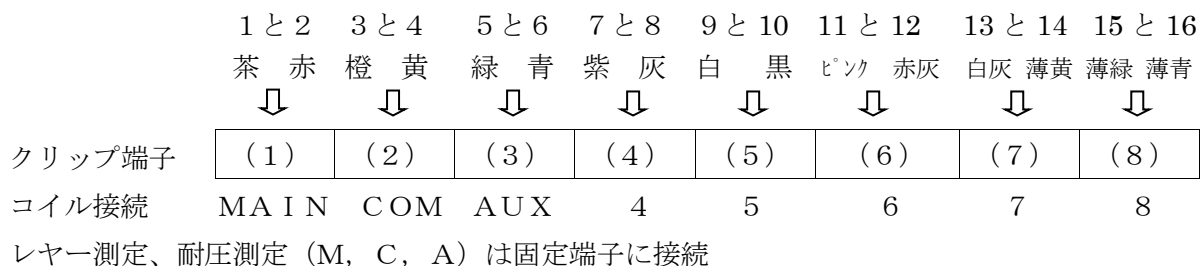 1と2 3と4 5と6 7と8 9と10 11と12 13と14 15と16
茶 赤 橙 黄 緑 青 紫 灰 白 黒 ﾋﾟﾝｸ 赤灰 白灰 薄黄 薄緑 薄青
クリップ端子 (1) (2) (3) (4) (5) (6) (7) (8)
コイル接続 MAIN COM AUX 4 5 6 7 8
レヤー測定、耐圧測定(M, C, A)は固定端子に接続